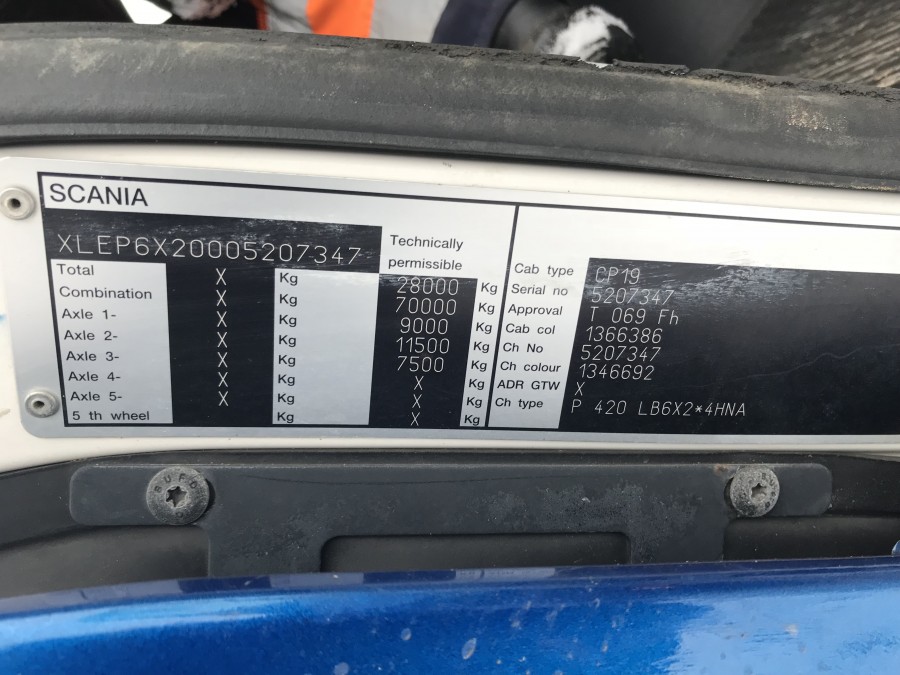 SCANIA
XLEP6X20005207347
Technically
permissible
Total X Kg 28000 Kg
Combination X Kg 70000 Kg
Axle 1- X Kg 9000 Kg
Axle 2- X Kg 11500 Kg
Axle 3- X Kg 7500 Kg
Axle 4- X Kg X Kg
Axle 5- X Kg X Kg
5 th wheel Kg X Kg
Cab type CP19
Serial no 5207347
Approval T 069 Fh
Cab col 1366386
Ch No 5207347
Ch colour 1346692
ADR GTW X
Ch type P 420 LB6X2*4HNA